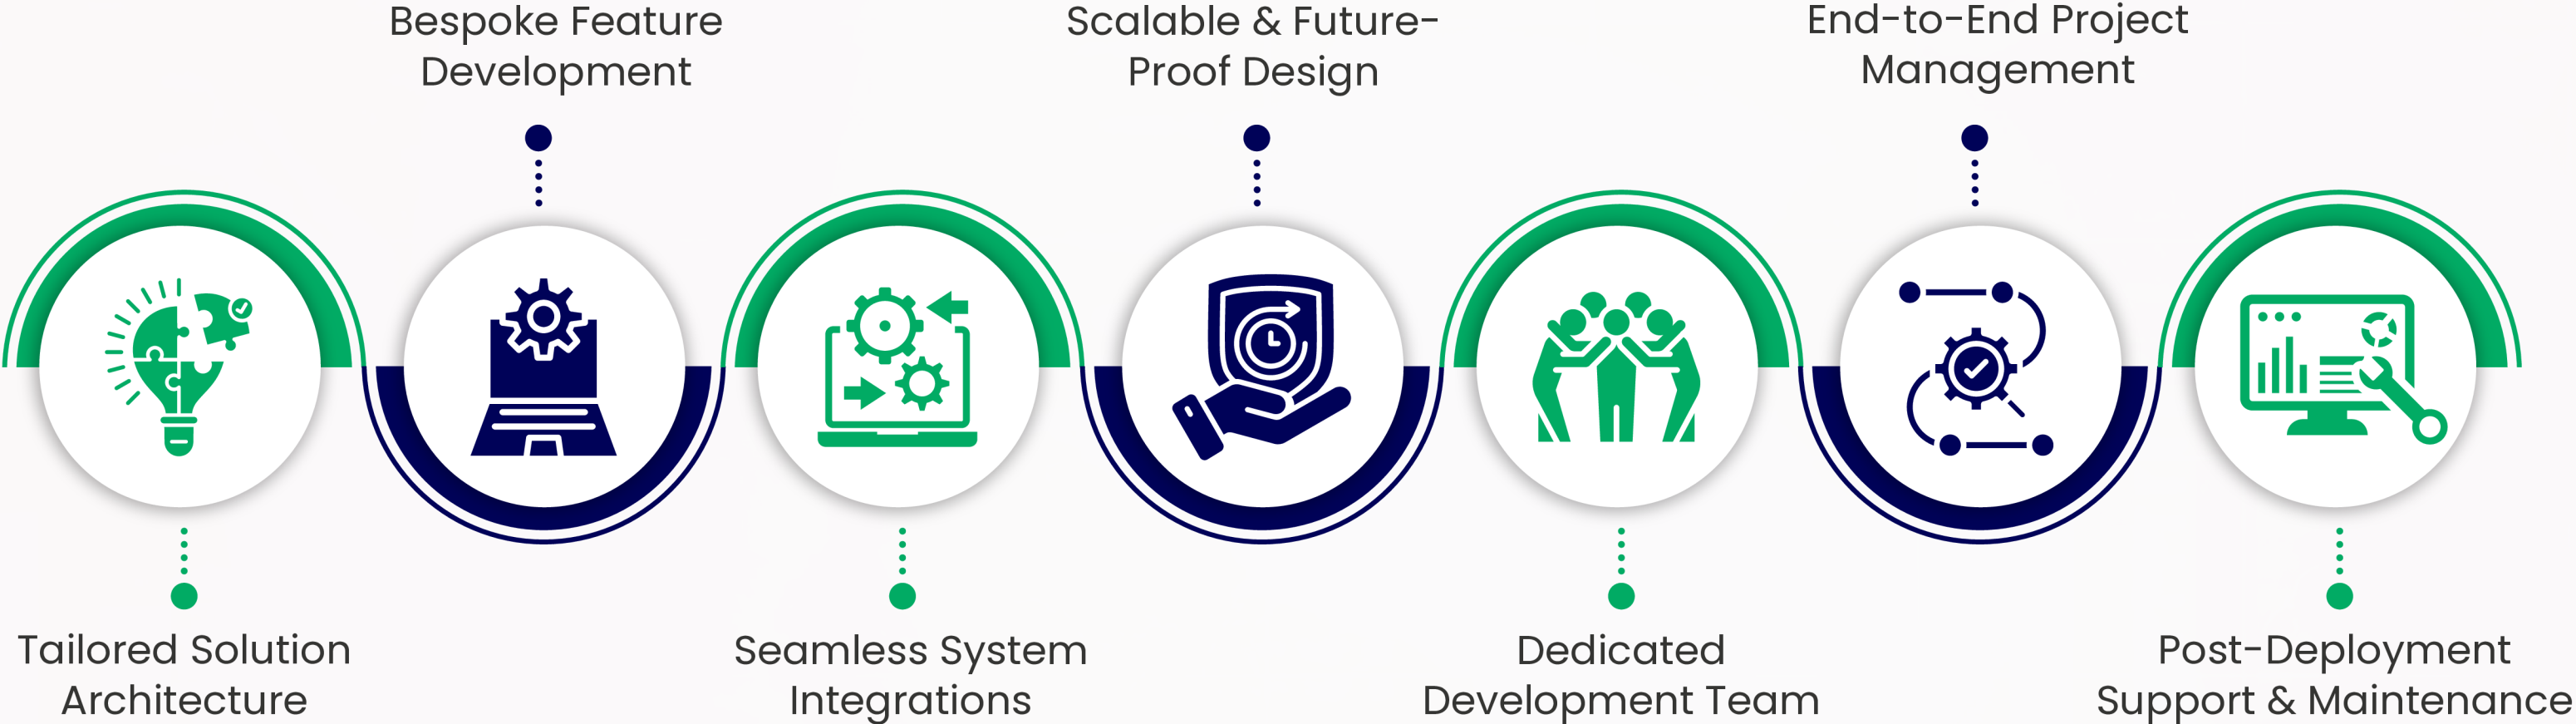 Tailored Solution
Architecture
Bespoke Feature
Development
Seamless System
Integrations
Scalable & Future-
Proof Design
Dedicated
Development Team
End-to-End Project
Management
Post-Deployment
Support & Maintenance